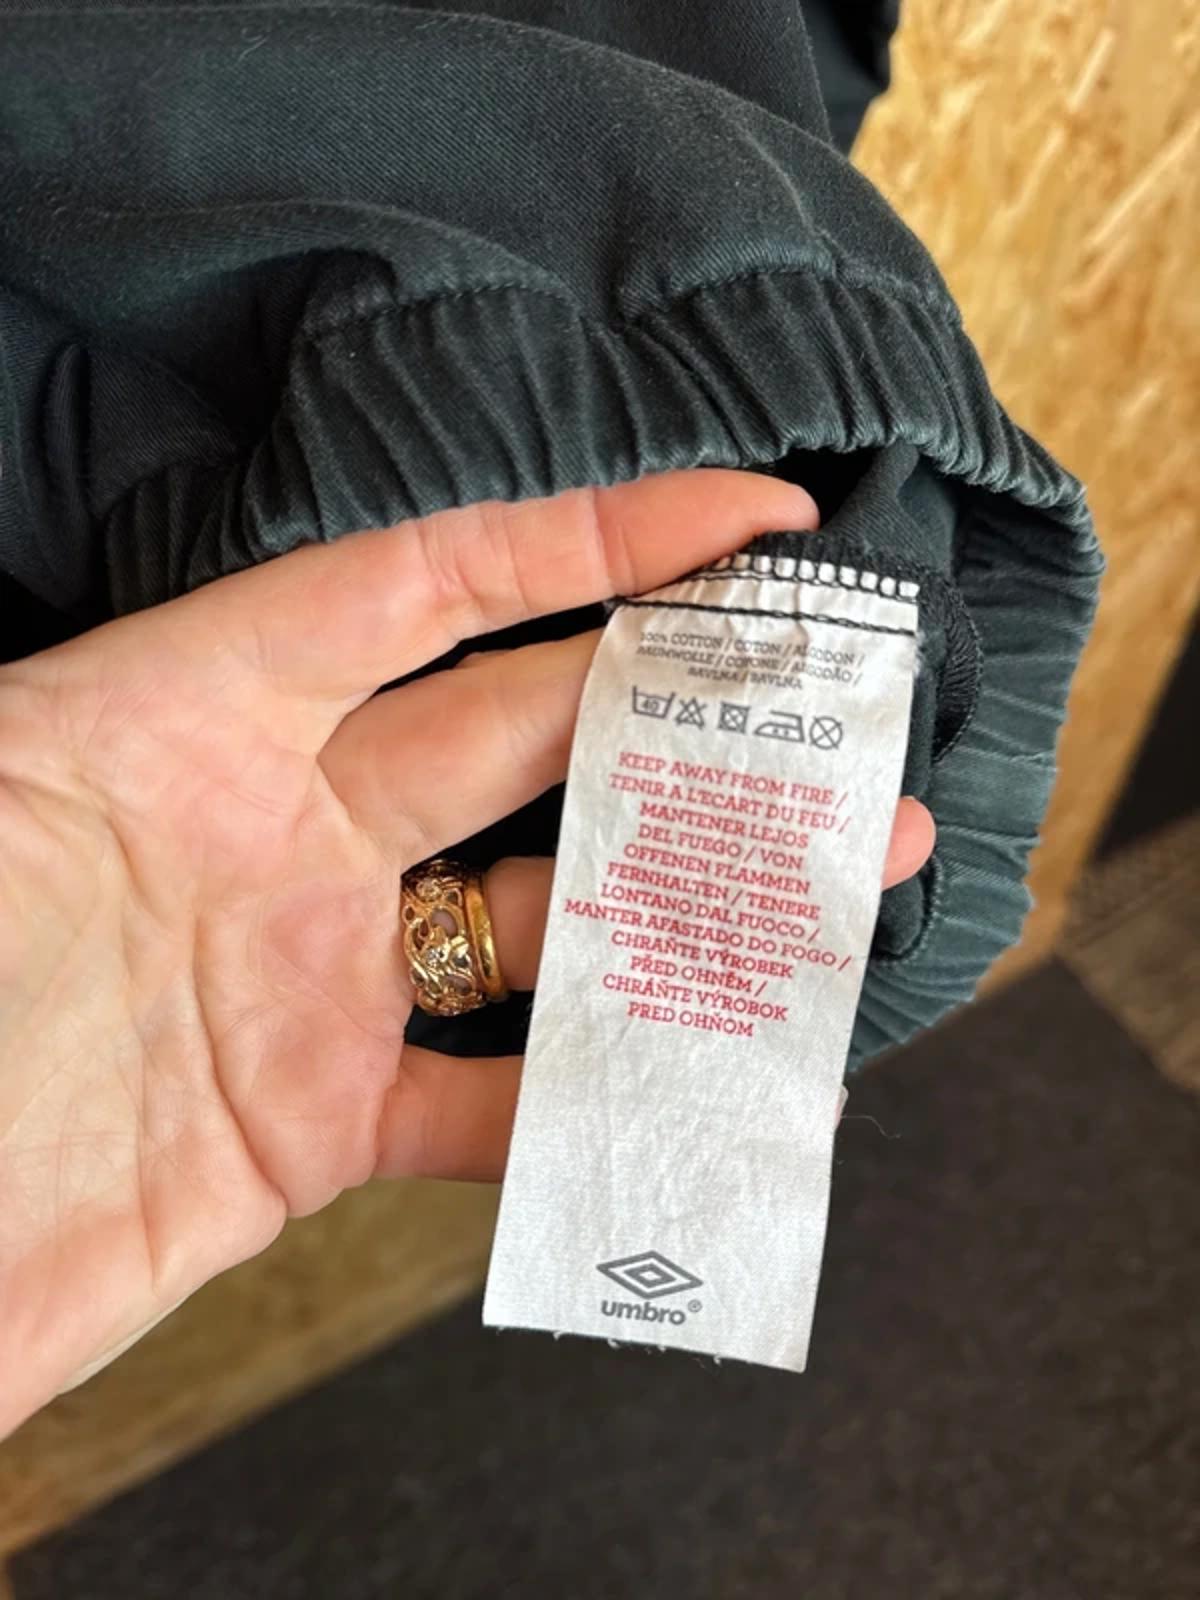 100% COTTON / COTON / ALGODON /
BAUMWOLLE / COTONE / ALGODÃO /
BAVLNA / BAVLNA
40
KEEP AWAY FROM FIRE /
TENIR A L'ECART DU FEU /
MANTENER LEJOS
DEL FUEGO / VON
OFFENEN FLAMMEN
FERNHALTEN / TENERE
LONTANO DAL FUOCO /
MANTER AFASTADO DO FOGO /
CHRAŇTE VÝROBEK
PŘED OHNĚM /
CHRÁŇTE VÝROBOK
PRED OHŇOM
umbro®